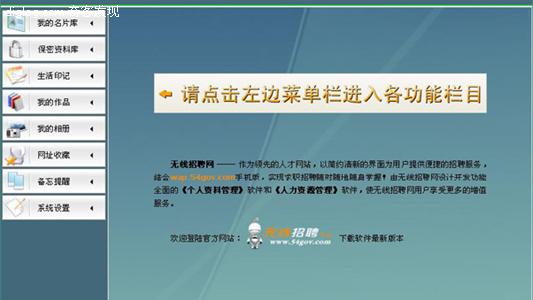 我的名片库
保密资料库
生活印记
我的作品
我的相册
网址收藏
备忘提醒
系统设置
请点击左边菜单栏进入各功能栏目
无线招聘网 —— 作为领先的人才网站，以简约清新的界面为用户提供便捷的招聘服务，
结合wap.54gov.com手机版，实现求职招聘随时随地随身掌握！由无线招聘网设计开发功能
全面的《个人资料管理》软件和《人力资源管理》软件，使无线招聘网用户享受更多的增值
服务。
欢迎登陆官方网站： 无线招聘 www.54gov.com 下载软件最新版本